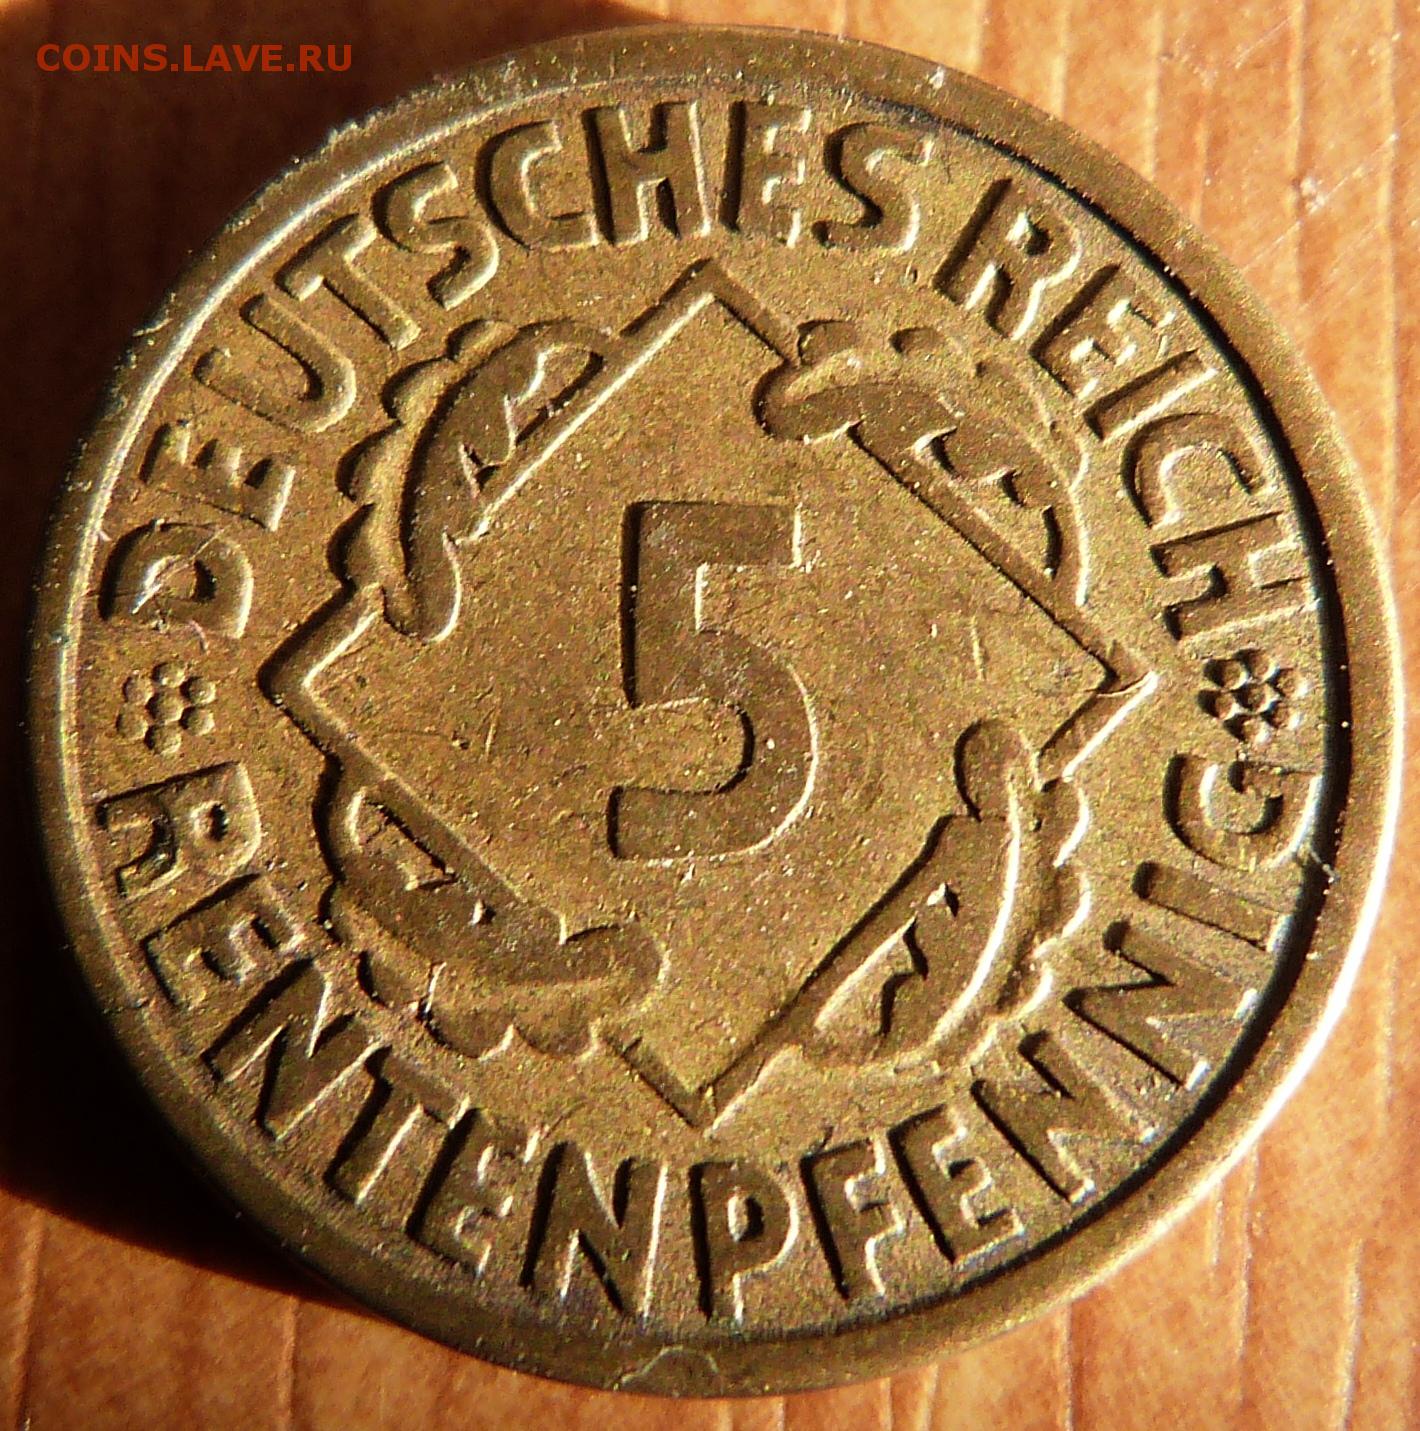 COINS.LAVE.RU
DEUTSCHES REICH
5
RENTENPFENNIG